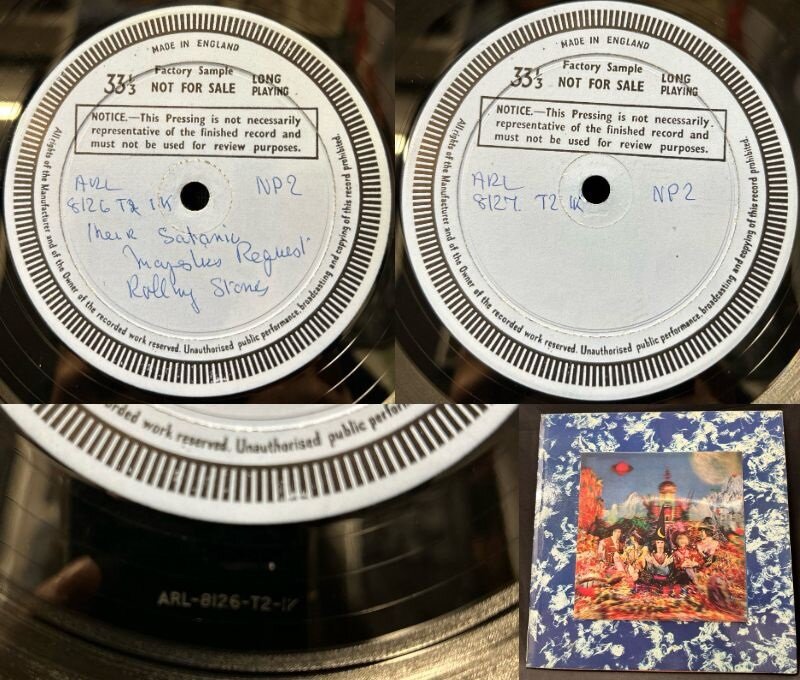 MADE IN ENGLAND
33⅓
Factory Sample
NOT FOR SALE
LONG
PLAYING
NOTICE.—This Pressing is not necessarily
representative of the finished record and
must not be used for review purposes.
ARL
8126 T2 1K
NP2
Their Satanic
Majesties Request
Rolling Stones
All rights of the Manufacturer and of the Owner of the recorded work reserved. Unauthorised public performance, broadcasting and copying of this record prohibited.
MADE IN ENGLAND
33⅓
Factory Sample
NOT FOR SALE
LONG
PLAYING
NOTICE.—This Pressing is not necessarily
representative of the finished record and
must not be used for review purposes.
ARL
8127. T2 1K
NP2
All rights of the Manufacturer and of the Owner of the recorded work reserved. Unauthorised public performance, broadcasting and copying of this record prohibited.
recorded work reserved. Unauthorised public performance
ARL-8126-T2-1K